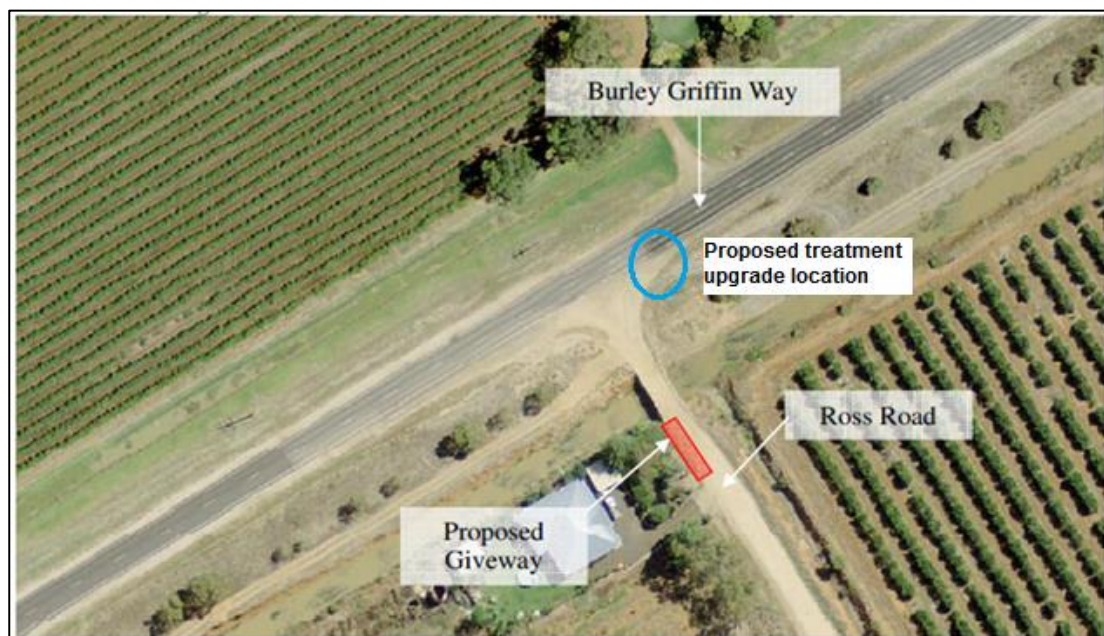 Burley Griffin Way
Proposed treatment
upgrade location
Ross Road
Proposed
Giveway